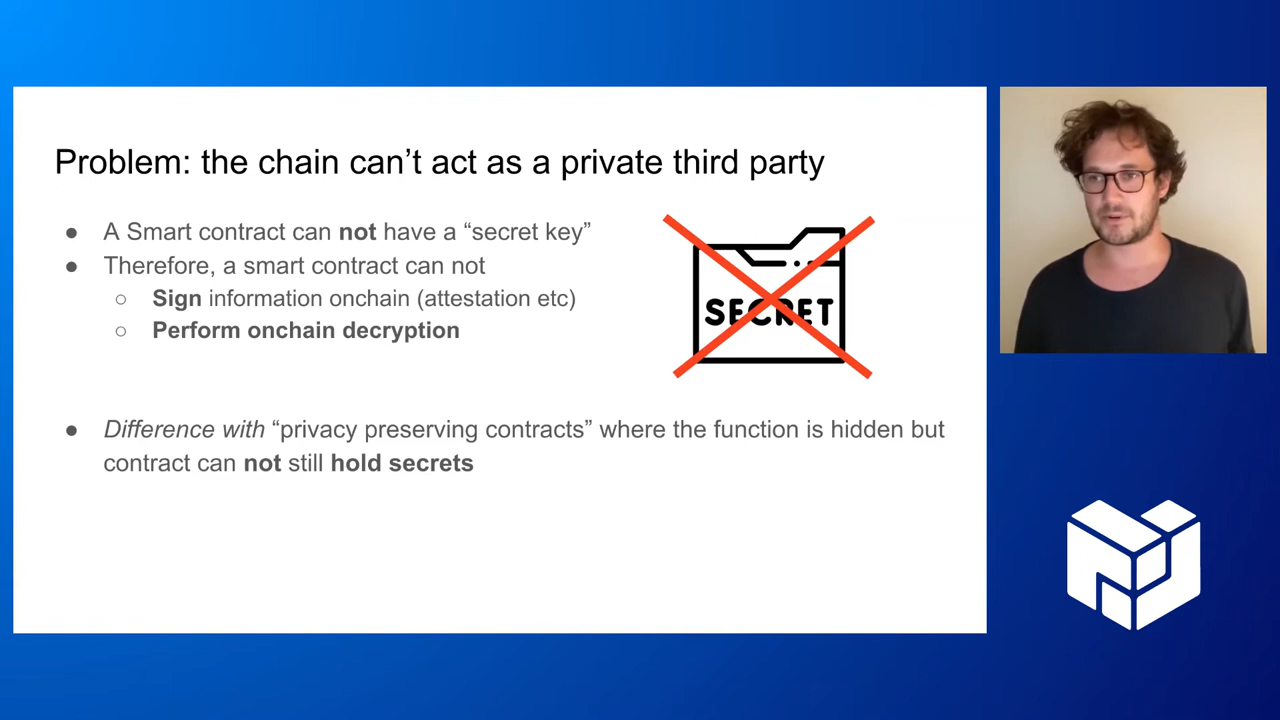 Problem: the chain can’t act as a private third party
● A Smart contract can not have a “secret key”
● Therefore, a smart contract can not
○ Sign information onchain (attestation etc)
○ Perform onchain decryption
SECRET
● Difference with “privacy preserving contracts” where the function is hidden but
contract can not still hold secrets